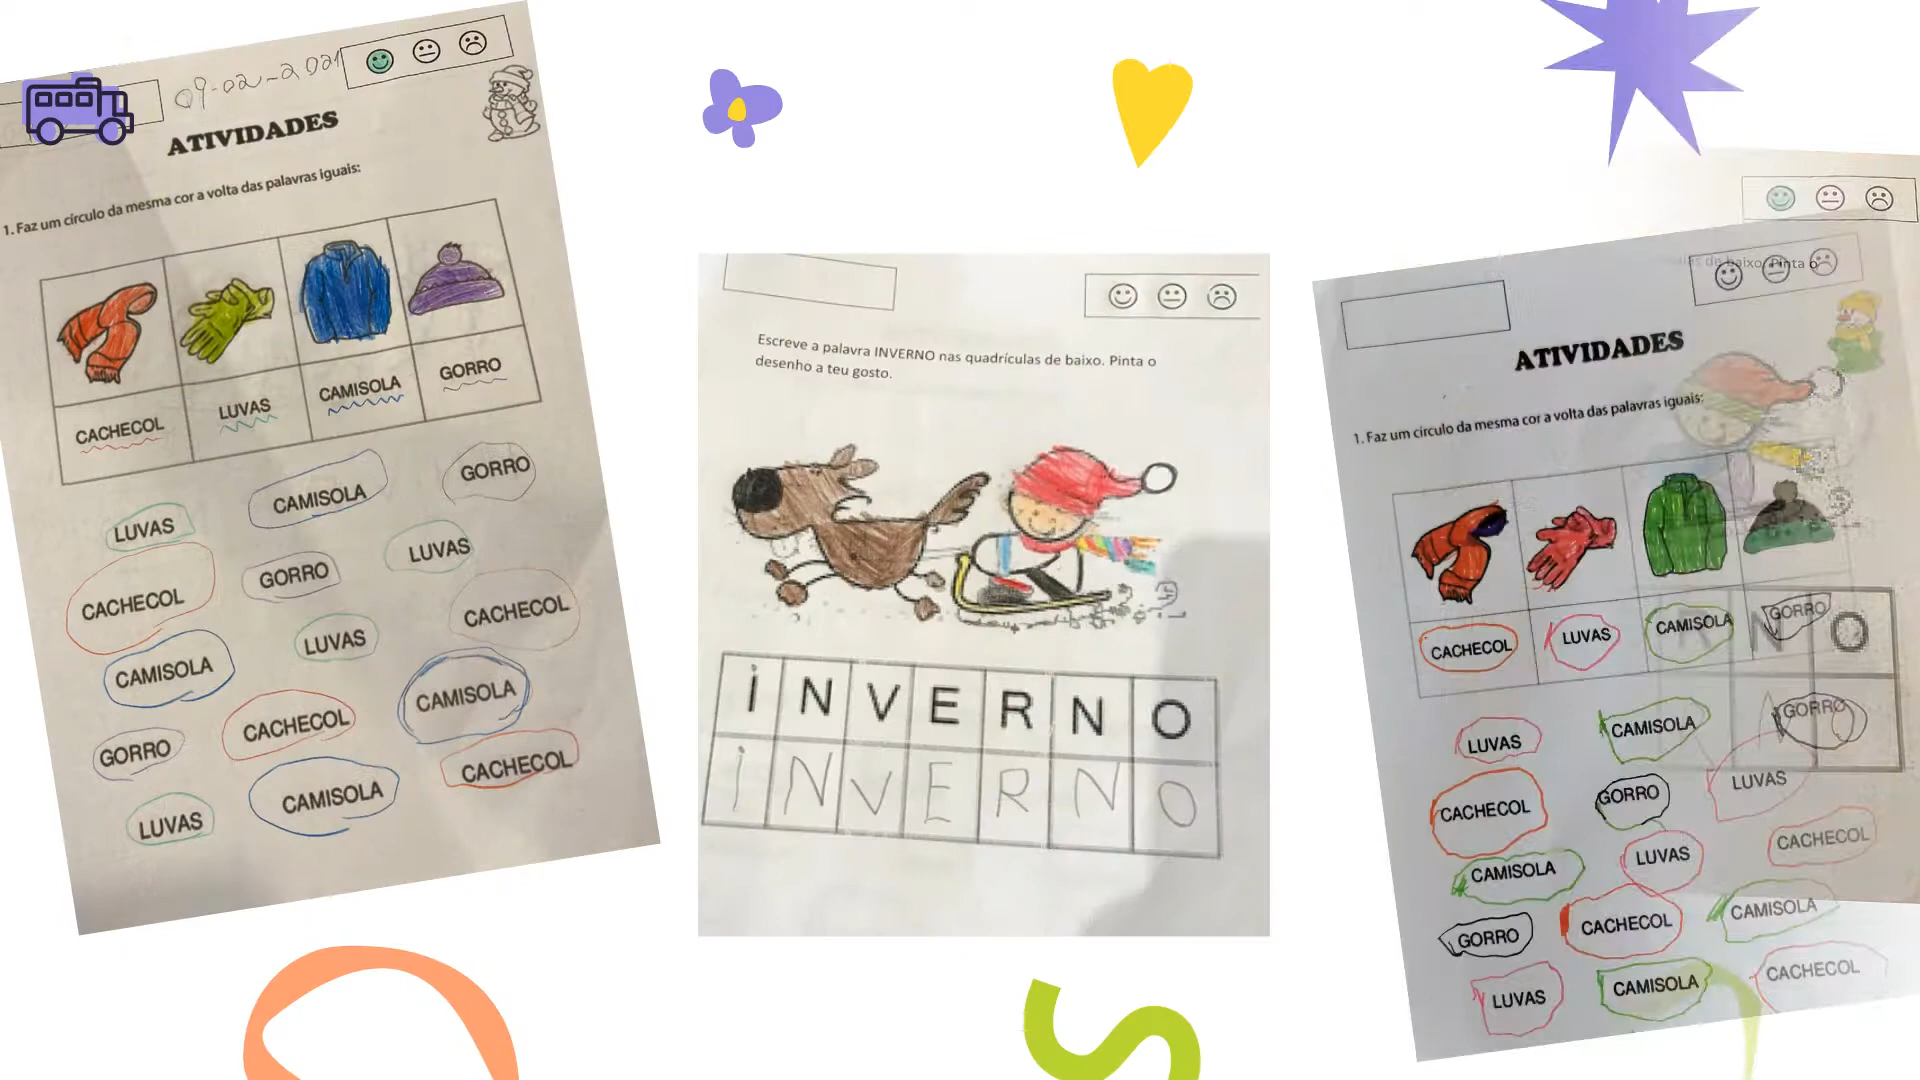 09-02-2021
ATIVIDADES
1. Faz um círculo da mesma cor a volta das palavras iguais:
CACHECOL LUVAS CAMISOLA GORRO
CAMISOLA GORRO
LUVAS
GORRO LUVAS
CACHECOL
CACHECOL
LUVAS
CAMISOLA
CAMISOLA
CACHECOL
GORRO
CACHECOL
CAMISOLA
LUVAS
Escreve a palavra INVERNO nas quadrículas de baixo. Pinta o
desenho a teu gosto.
i N V E R N O
i N V E R N O
las de baixo. Pinta o
ATIVIDADES
1. Faz um círculo da mesma cor a volta das palavras iguais:
CACHECOL LUVAS CAMISOLA GORRO
N O
LUVAS CAMISOLA GORRO
CACHECOL GORRO LUVAS
CAMISOLA LUVAS CACHECOL
GORRO CACHECOL CAMISOLA
LUVAS CAMISOLA CACHECOL